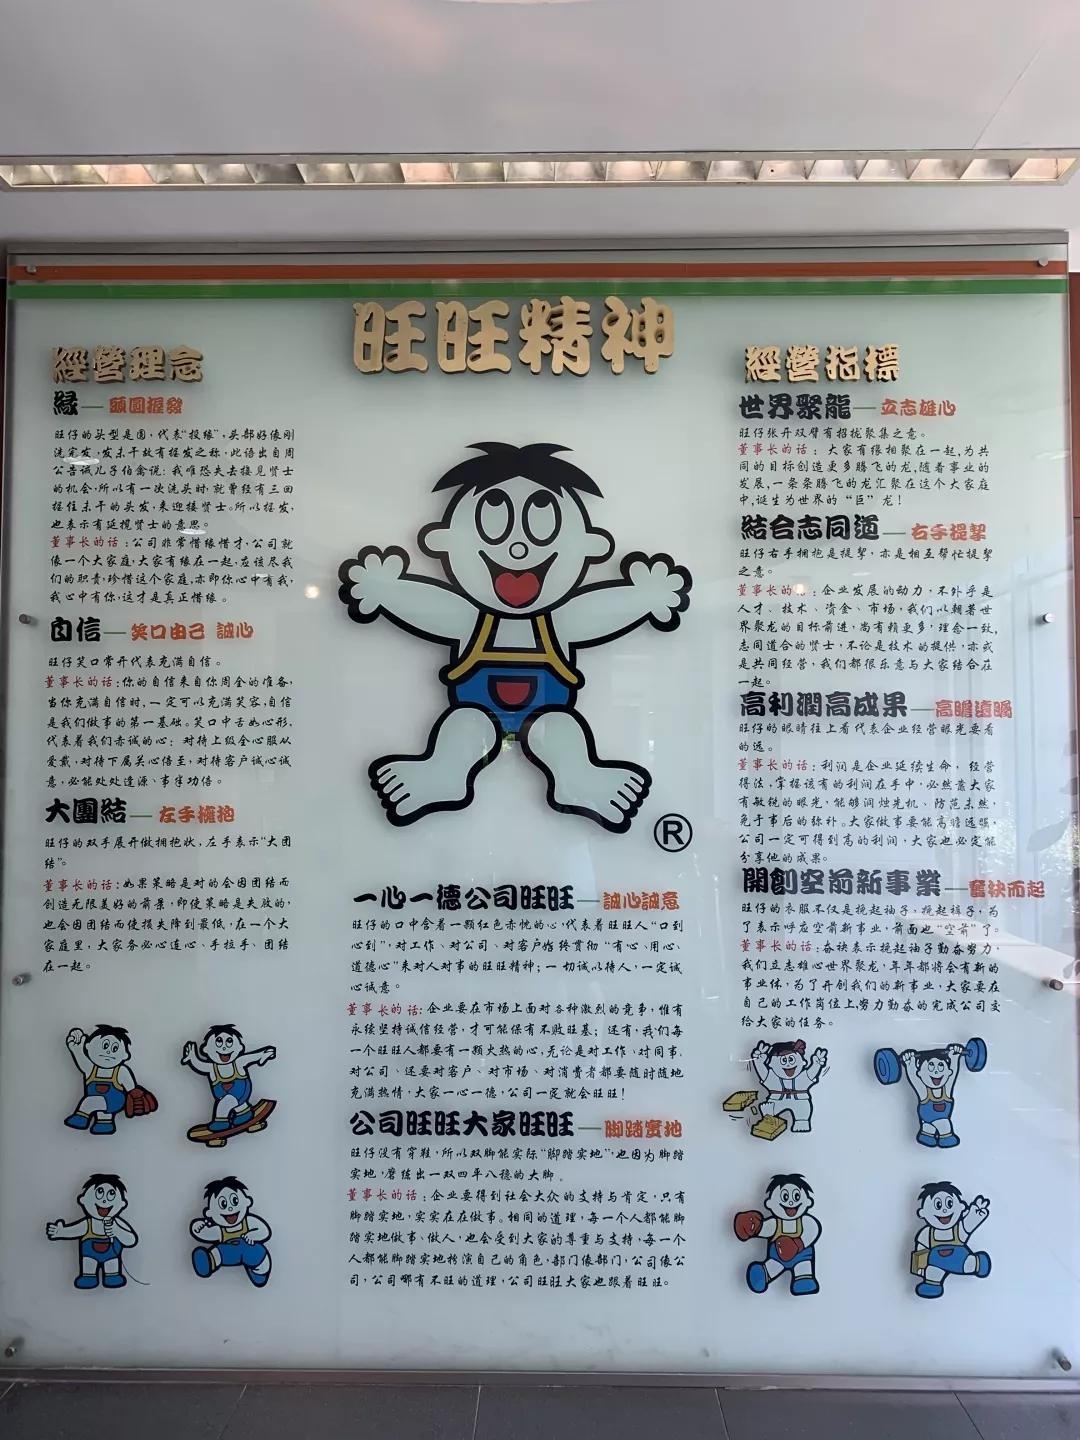 旺旺精神
經營理念
緣—頭圓握發
旺仔的头型是圆,代表“投缘”,头部好像刚
洗完发,发未干故有握发之称,此语出自周
公告诫儿子伯禽说:我唯恐失去接见贤士
的机会,所以有一次洗头时,就曾经有三回
握住未干的头发,来迎接贤士。所以握发,
也表示有延揽贤士的意思。
董事长的话:公司非常惜缘惜才,公司就
像一个大家庭,大家有缘在一起,应该尽我
们的职责,珍惜这个家庭,亦即你心中有我,
我心中有你,这才是真正惜缘。
自信—笑口由己 誠心
旺仔笑口常开代表充满自信。
董事长的话:你的自信来自你周全的准备,
当你充满自信时,一定可以充满笑容,自信
是我们做事的第一基础。笑口中舌如心形,
代表着我们赤诚的心:对待上级全心服从
爱戴,对待下属关心倍至,对待客户诚心诚
意,必能处处逢源、事半功倍。
大團結—左手擁抱
旺仔的双手展开做拥抱状,左手表示“大团
结”。
董事长的话:如果策略是对的会因团结而
创造无限美好的前景,即使策略是失败的,
也会因团结而使损失降到最低,在一个大
家庭里,大家务必心连心、手拉手、团结
在一起。
®
一心一德公司旺旺—誠心誠意
旺仔的口中含着一颗红色赤忱的心,代表着旺旺人“口到
心到”,对工作、对公司、对客户始终贯彻“有心、用心、
道德心”来对人对事的旺旺精神;一切诚以待人,一定诚
心诚意。
董事长的话:企业要在市场上面对各种激烈的竞争,惟有
永续坚持诚信经营,才可能保有不败旺基;还有,我们每
一个旺旺人都要有一颗火热的心,无论是对工作、对同事、
对公司、还要对客户、对市场、对消费者都要随时随地
充满热情,大家一心一德,公司一定就会旺旺!
公司旺旺大家旺旺—脚踏實地
旺仔没有穿鞋,所以双脚能实际“脚踏实地”,也因为脚踏
实地,磨练出一双四平八稳的大脚。
董事长的话:企业要得到社会大众的支持与肯定,只有
脚踏实地,实实在在做事。相同的道理,每一个人都能脚
踏实地做事、做人,也会受到大家的尊重与支持,每一个
人都能脚踏实地扮演自己的角色,部门像部门,公司像公
司,公司哪有不旺的道理,公司旺旺大家也跟着旺旺。
經營指標
世界聚龍—立志雄心
旺仔张开双臂有招拢聚集之意。
董事长的话:大家有缘相聚在一起,为共
同的目标创造更多腾飞的龙,随着事业的
发展,一条条腾飞的龙汇聚在这个大家庭
中,诞生为世界的“巨”龙!
結合志同道—右手提挈
旺仔右手拥抱是提挈,亦是相互帮忙提挈
之意。
董事长的话:企业发展的动力,不外乎是
人才、技术、资金、市场,我们以朝著世
界聚龙的目标前进,尚有赖更多,理念一致,
志同道合的贤士,不论是技术的提供,亦或
是共同经营,我们都很乐意与大家结合在
一起。
高利潤高成果—高瞻遠矚
旺仔的眼睛往上看代表企业经营眼光要看
的远。
董事长的话:利润是企业延续生命,经营
得法,掌握该有的利润在手中,必然靠大家
有敏锐的眼光,能够洞烛先机、防范未然,
免于事后的弥补。大家做事要能高瞻远瞩,
公司一定可得到高的利润,大家也必定能
分享他的成果。
開創空前新事業—奮袂而起
旺仔的衣服不仅是挽起袖子,挽起裤子,为
了表示呼应空前新事业,前面也“空前”了。
董事长的话:奋袂表示挽起袖子勤奋努力,
我们立志雄心世界聚龙,年年都将会有新的
事业体,为了开创我们的新事业,大家要在
自己的工作岗位上,努力勤奋的完成公司交
给大家的任务。